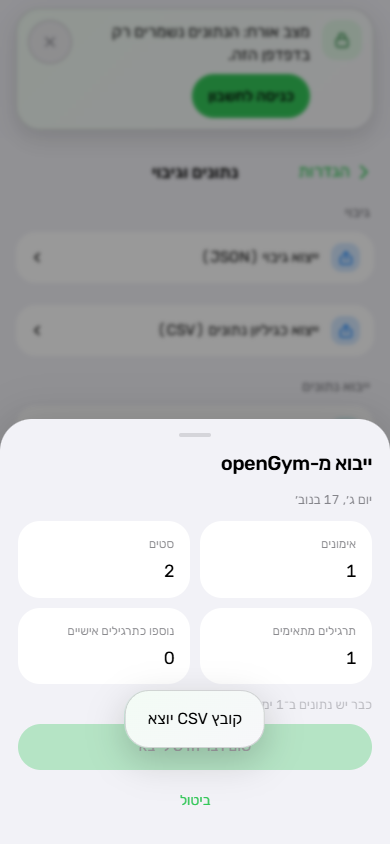 מצב אורח: הנתונים נשמרים רק
בדפדפן הזה.
כניסה לחשבון
הגדרות
נתונים וגיבוי
גיבוי
ייצוא גיבוי (JSON)
ייצוא כגיליון נתונים (CSV)
ייבוא נתונים
ייבוא מ-openGym
יום ג׳, 17 בנוב׳
אימונים
1
סטים
2
תרגילים מתאימים
1
נוספו כתרגילים אישיים
0
כבר יש נתונים ב־1
קובץ CSV יוצא
ביטול